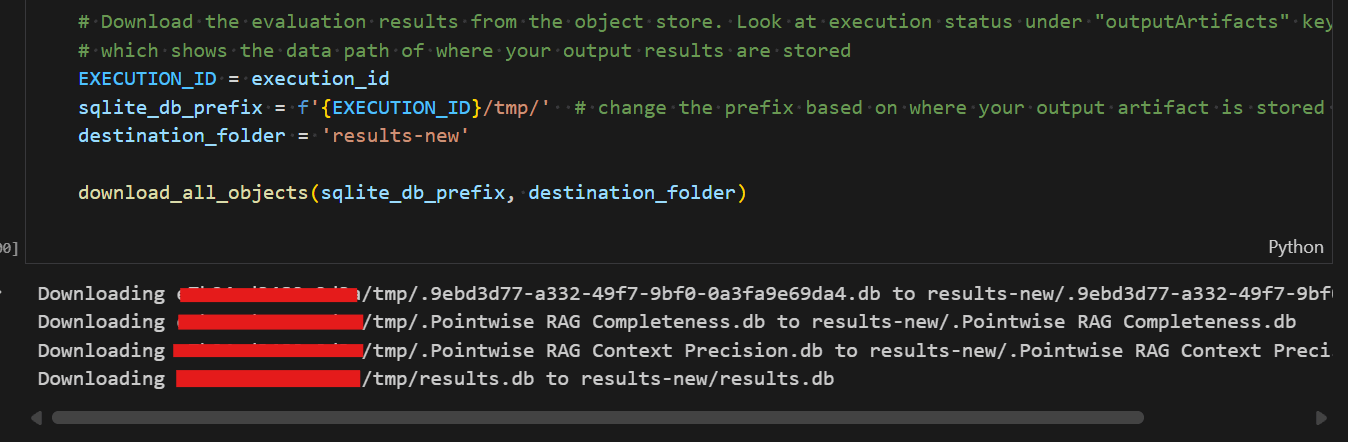 # Download the evaluation results from the object store. Look at execution status under "outputArtifacts" key
# which shows the data path of where your output results are stored
EXECUTION_ID = execution_id
sqlite_db_prefix = f'{EXECUTION_ID}/tmp/'  # change the prefix based on where your output artifact is stored
destination_folder = 'results-new'
download_all_objects(sqlite_db_prefix, destination_folder)
00]
Python
Downloading /tmp/.9ebd3d77-a332-49f7-9bf0-0a3fa9e69da4.db to results-new/.9ebd3d77-a332-49f7-9bf
Downloading /tmp/.Pointwise RAG Completeness.db to results-new/.Pointwise RAG Completeness.db
Downloading /tmp/.Pointwise RAG Context Precision.db to results-new/.Pointwise RAG Context Preci
Downloading /tmp/results.db to results-new/results.db